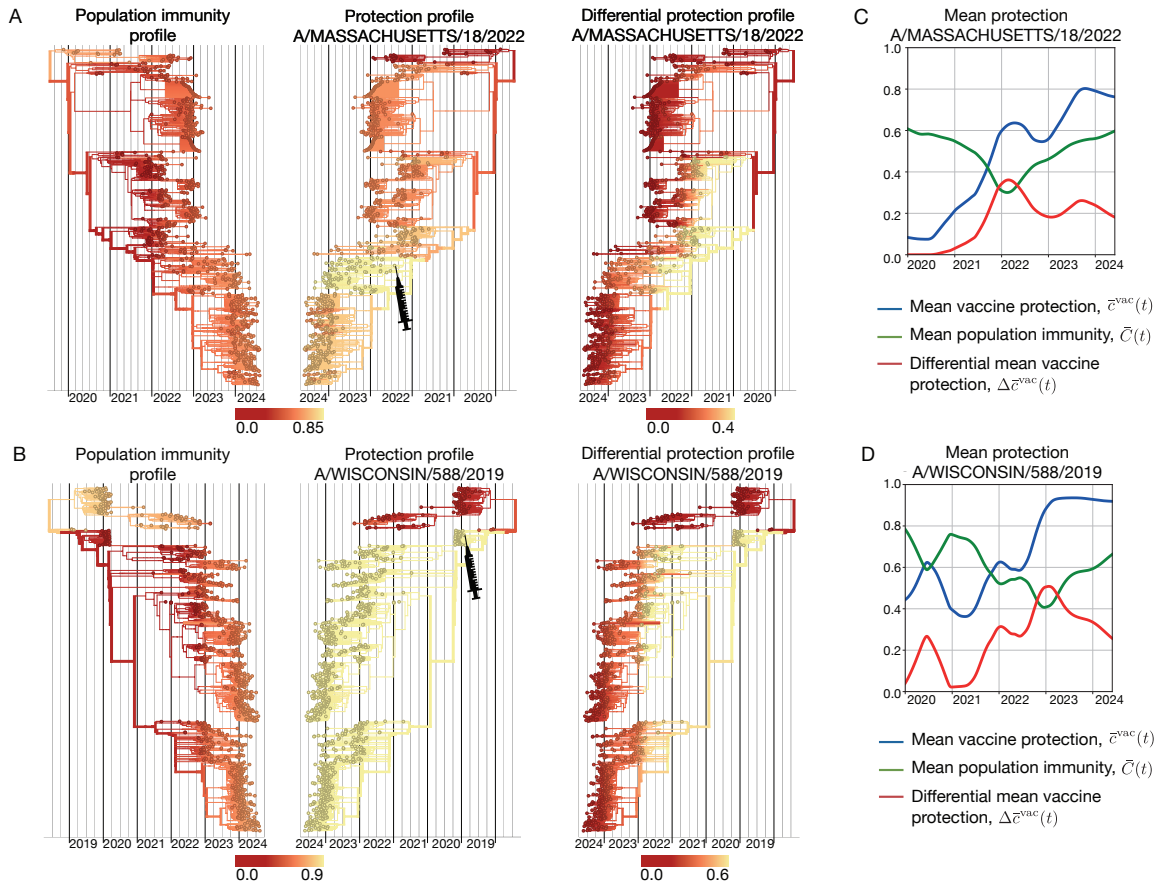 A
Population immunity
profile
Protection profile
A/MASSACHUSETTS/18/2022
Differential protection profile
A/MASSACHUSETTS/18/2022
2020 2021 2022 2023 2024
2024 2023 2022 2021 2020
2024 2023 2022 2021 2020
0.0 0.85
0.0 0.4
C
Mean protection
A/MASSACHUSETTS/18/2022
1.0
0.8
0.6
0.4
0.2
0.0
2020 2021 2022 2023 2024
Mean vaccine protection, c̄ᵛᵃᶜ(t)
Mean population immunity, C̄(t)
Differential mean vaccine
protection, Δc̄ᵛᵃᶜ(t)
B
Population immunity
profile
Protection profile
A/WISCONSIN/588/2019
Differential protection profile
A/WISCONSIN/588/2019
2019 2020 2021 2022 2023 2024
2024 2023 2022 2021 2020 2019
2024 2023 2022 2021 2020 2019
0.0 0.9
0.0 0.6
D
Mean protection
A/WISCONSIN/588/2019
1.0
0.8
0.6
0.4
0.2
0.0
2020 2021 2022 2023 2024
Mean vaccine protection, c̄ᵛᵃᶜ(t)
Mean population immunity, C̄(t)
Differential mean vaccine
protection, Δc̄ᵛᵃᶜ(t)